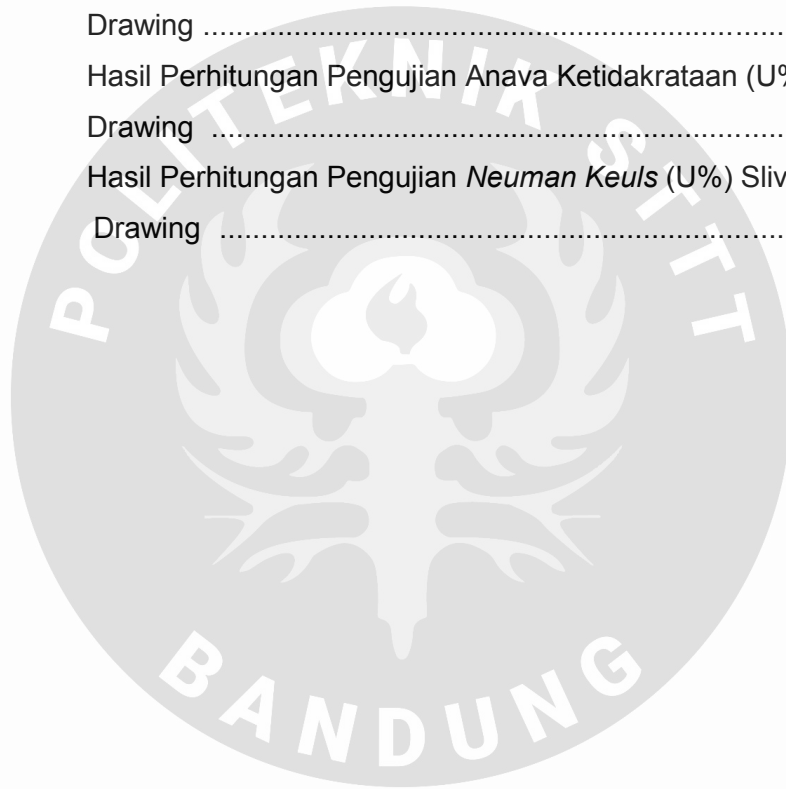 Drawing ........................................................................
Hasil Perhitungan Pengujian Anava Ketidakrataan (U%
Drawing ........................................................................
Hasil Perhitungan Pengujian Neuman Keuls (U%) Sliv
Drawing ........................................................................
POLITEKNIK STTT
BANDUNG